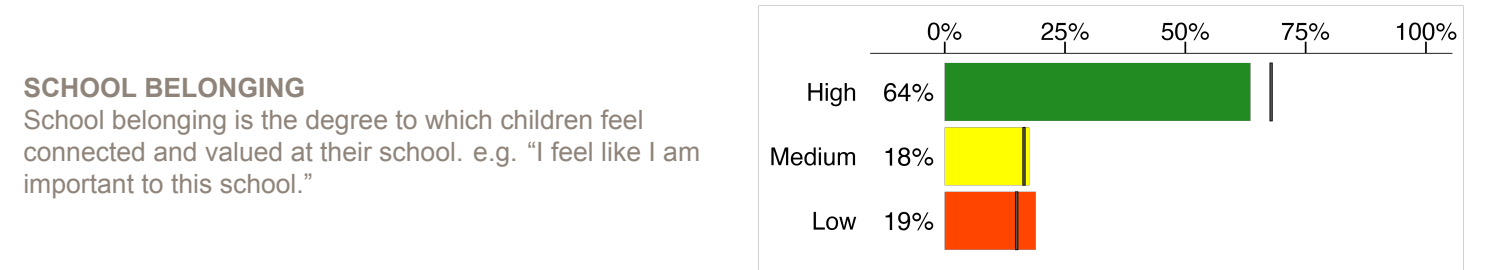 SCHOOL BELONGING
School belonging is the degree to which children feel
connected and valued at their school. e.g. “I feel like I am
important to this school.”
0% 25% 50% 75% 100%
High 64%
Medium 18%
Low 19%